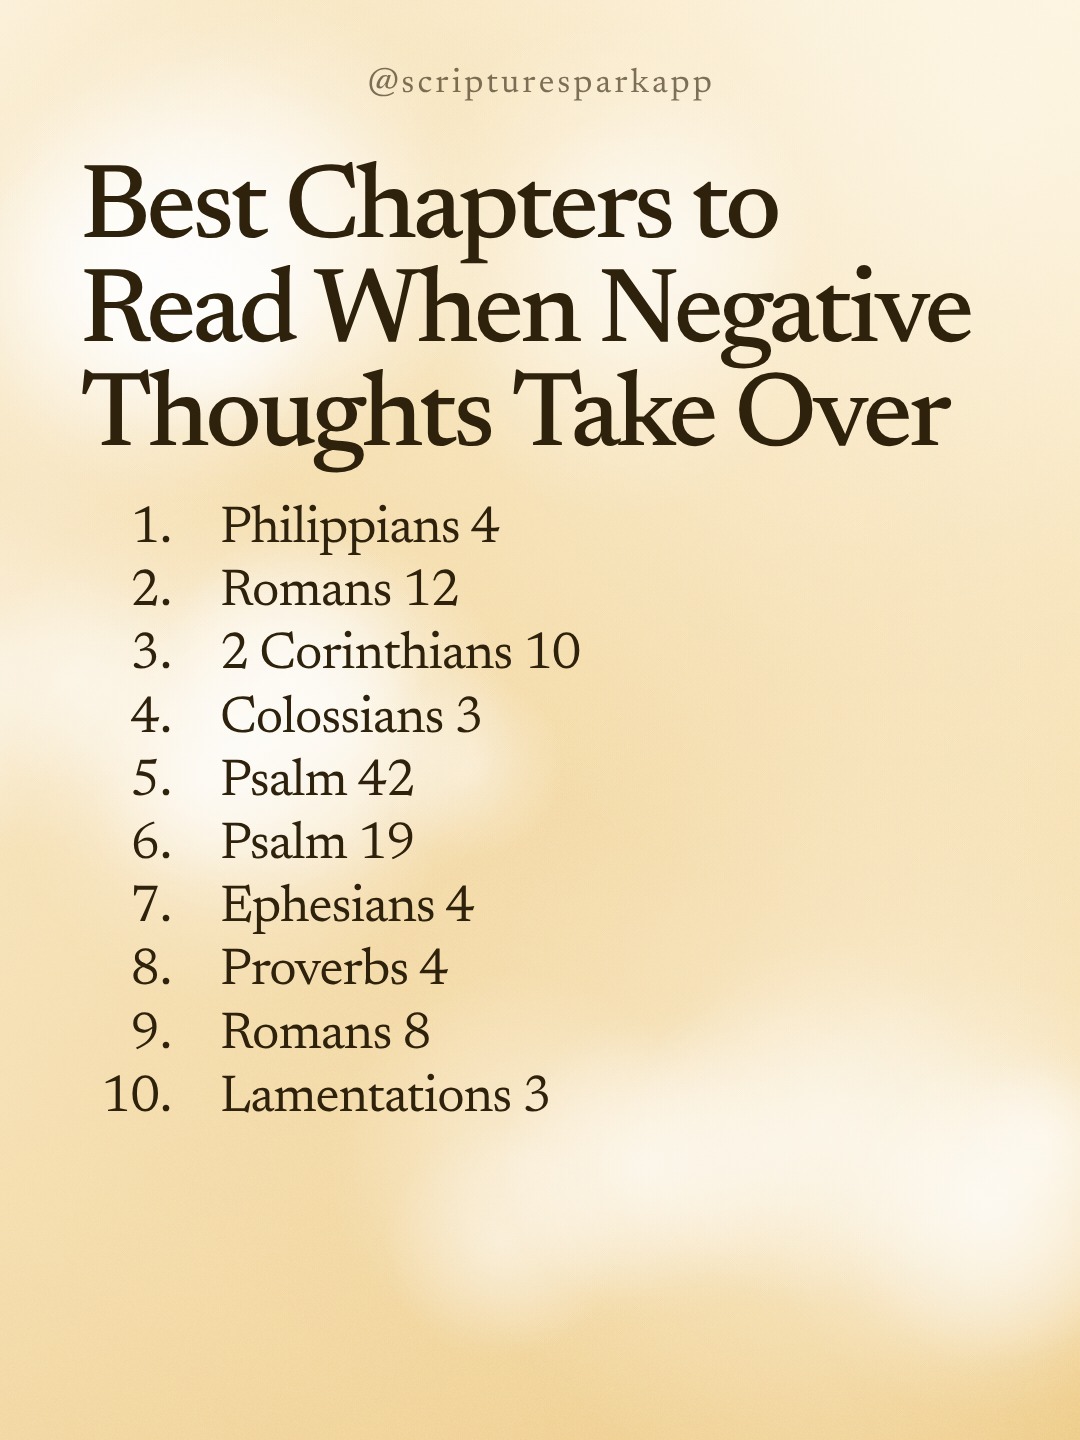 @scripturesparkapp
Best Chapters to
Read When Negative
Thoughts Take Over
1. Philippians 4
2. Romans 12
3. 2 Corinthians 10
4. Colossians 3
5. Psalm 42
6. Psalm 19
7. Ephesians 4
8. Proverbs 4
9. Romans 8
10. Lamentations 3